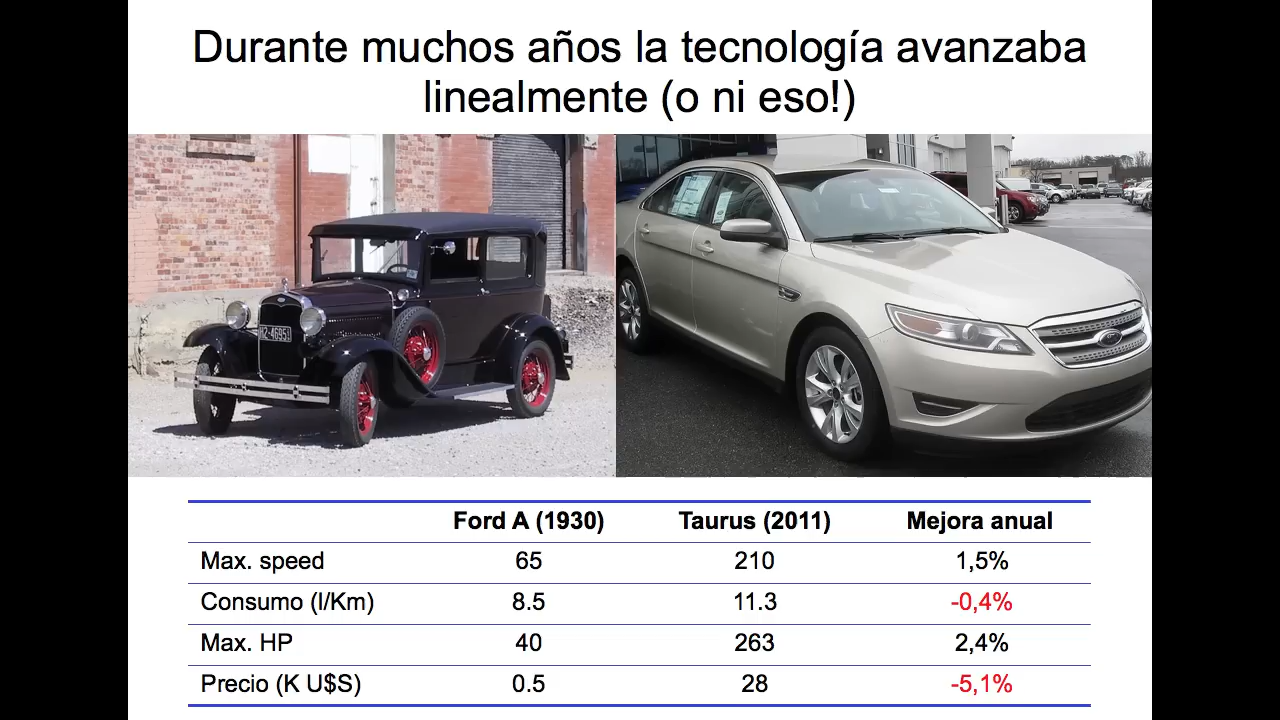 Durante muchos años la tecnología avanzaba
linealmente (o ni eso!)
Ford A (1930) Taurus (2011) Mejora anual
Max. speed 65 210 1,5%
Consumo (l/Km) 8.5 11.3 -0,4%
Max. HP 40 263 2,4%
Precio (K U$S) 0.5 28 -5,1%